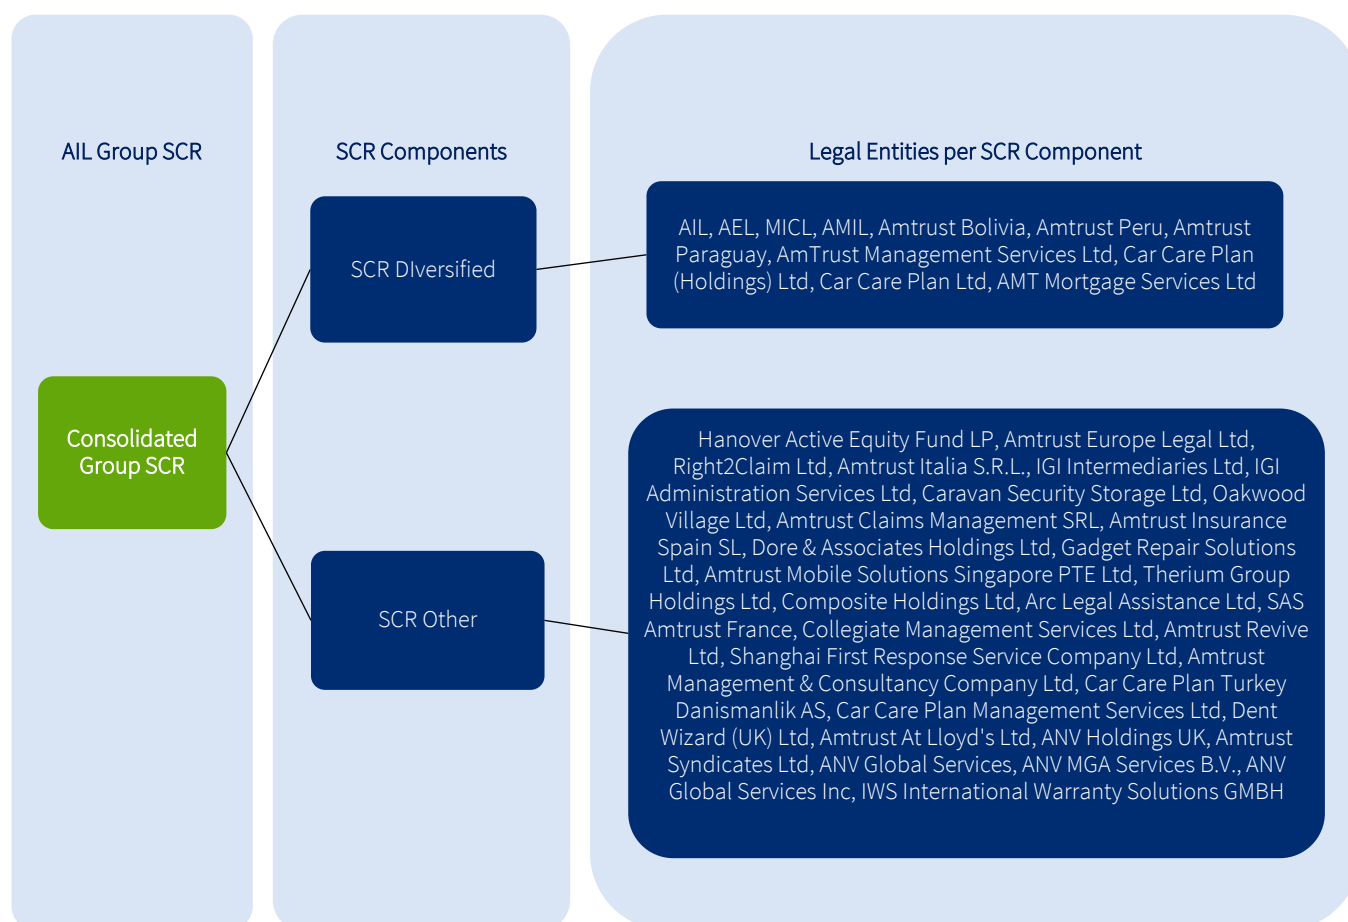 AIL Group SCR
SCR Components
Legal Entities per SCR Component
Consolidated
Group SCR
SCR DIversified
AIL, AEL, MICL, AMIL, Amtrust Bolivia, Amtrust Peru, Amtrust
Paraguay, AmTrust Management Services Ltd, Car Care Plan
(Holdings) Ltd, Car Care Plan Ltd, AMT Mortgage Services Ltd
SCR Other
Hanover Active Equity Fund LP, Amtrust Europe Legal Ltd,
Right2Claim Ltd, Amtrust Italia S.R.L., IGI Intermediaries Ltd, IGI
Administration Services Ltd, Caravan Security Storage Ltd, Oakwood
Village Ltd, Amtrust Claims Management SRL, Amtrust Insurance
Spain SL, Dore & Associates Holdings Ltd, Gadget Repair Solutions
Ltd, Amtrust Mobile Solutions Singapore PTE Ltd, Therium Group
Holdings Ltd, Composite Holdings Ltd, Arc Legal Assistance Ltd, SAS
Amtrust France, Collegiate Management Services Ltd, Amtrust Revive
Ltd, Shanghai First Response Service Company Ltd, Amtrust
Management & Consultancy Company Ltd, Car Care Plan Turkey
Danismanlik AS, Car Care Plan Management Services Ltd, Dent
Wizard (UK) Ltd, Amtrust At Lloyd's Ltd, ANV Holdings UK, Amtrust
Syndicates Ltd, ANV Global Services, ANV MGA Services B.V., ANV
Global Services Inc, IWS International Warranty Solutions GMBH